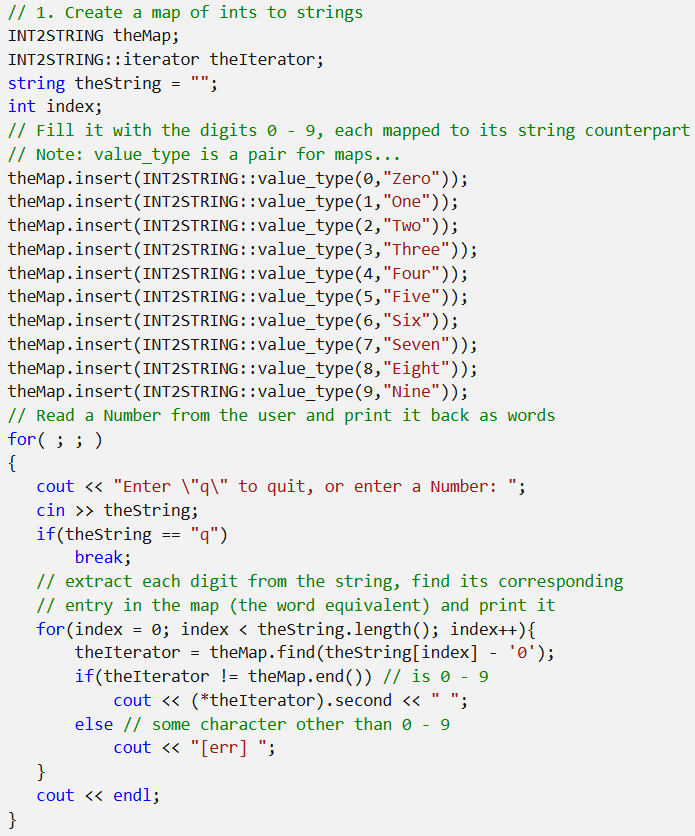 // 1. Create a map of ints to strings
INT2STRING theMap;
INT2STRING::iterator theIterator;
string theString = "";
int index;
// Fill it with the digits 0 - 9, each mapped to its string counterpart
// Note: value_type is a pair for maps...
theMap.insert(INT2STRING::value_type(0,"Zero"));
theMap.insert(INT2STRING::value_type(1,"One"));
theMap.insert(INT2STRING::value_type(2,"Two"));
theMap.insert(INT2STRING::value_type(3,"Three"));
theMap.insert(INT2STRING::value_type(4,"Four"));
theMap.insert(INT2STRING::value_type(5,"Five"));
theMap.insert(INT2STRING::value_type(6,"Six"));
theMap.insert(INT2STRING::value_type(7,"Seven"));
theMap.insert(INT2STRING::value_type(8,"Eight"));
theMap.insert(INT2STRING::value_type(9,"Nine"));
// Read a Number from the user and print it back as words
for( ; ; )
{
   cout << "Enter \"q\" to quit, or enter a Number: ";
   cin >> theString;
   if(theString == "q")
       break;
   // extract each digit from the string, find its corresponding
   // entry in the map (the word equivalent) and print it
   for(index = 0; index < theString.length(); index++){
       theIterator = theMap.find(theString[index] - '0');
       if(theIterator != theMap.end()) // is 0 - 9
           cout << (*theIterator).second << " ";
       else // some character other than 0 - 9
           cout << "[err] ";
   }
   cout << endl;
}